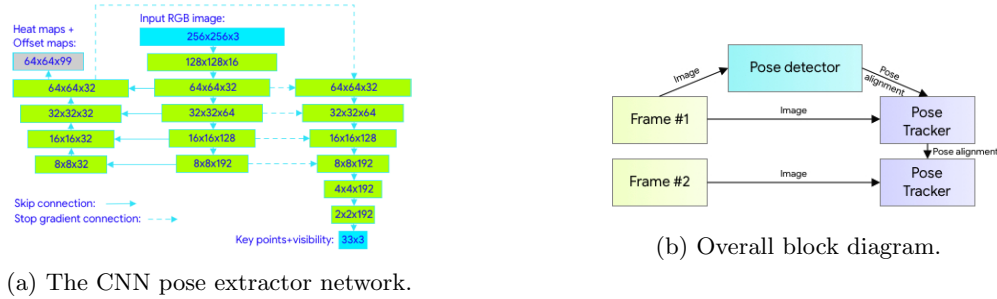 Heat maps +
Offset maps:
64x64x99
Input RGB image:
256x256x3
128x128x16
64x64x32
64x64x32
64x64x32
32x32x32
32x32x64
32x32x64
16x16x32
16x16x128
16x16x128
8x8x32
8x8x192
8x8x192
4x4x192
2x2x192
Skip connection:
Stop gradient connection:
Key points+visibility:
33x3
(a) The CNN pose extractor network.
Image
Pose detector
Pose
alignment
Frame #1
Image
Pose
Tracker
Pose alignment
Frame #2
Image
Pose
Tracker
(b) Overall block diagram.